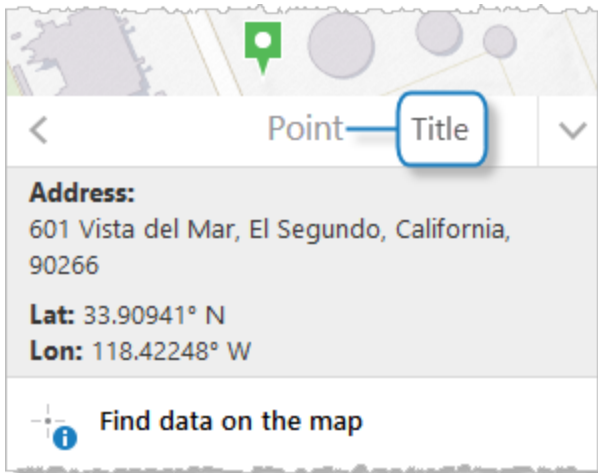 Point Title
Address:
601 Vista del Mar, El Segundo, California,
90266
Lat: 33.90941° N
Lon: 118.42248° W
Find data on the map